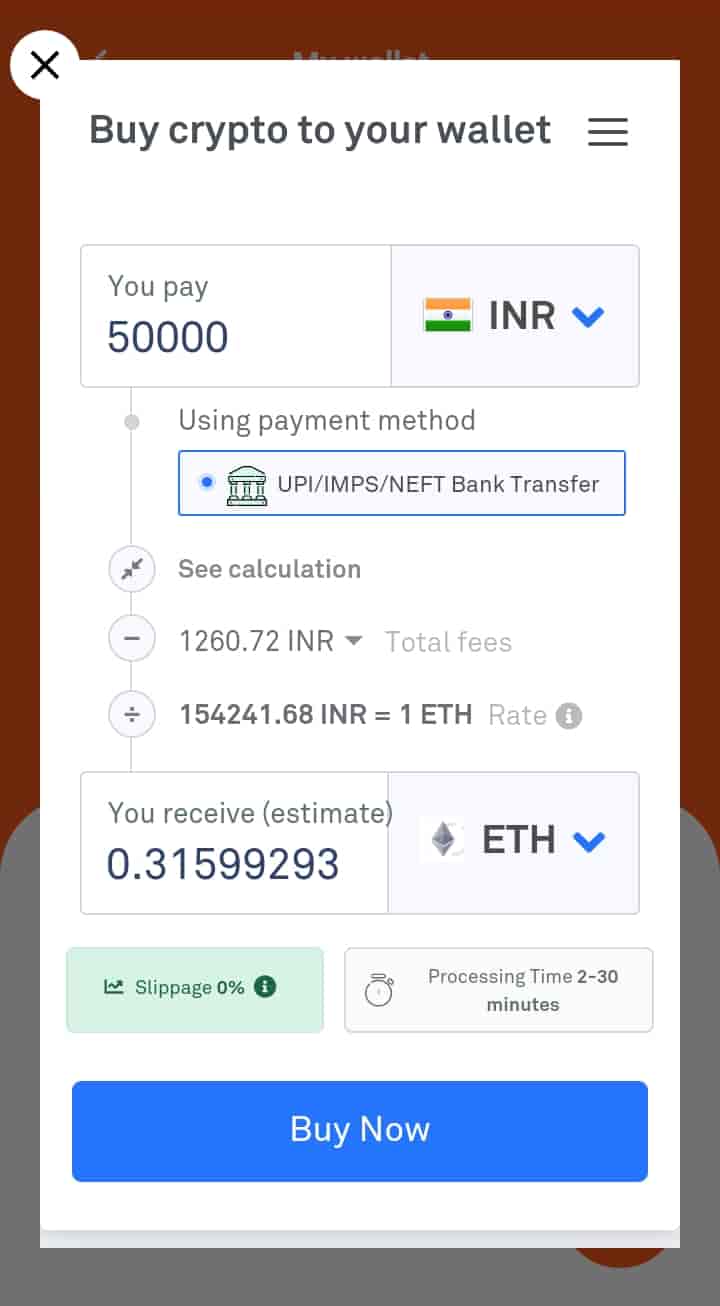 My wallet
Buy crypto to your wallet
You pay
50000
INR
Using payment method
UPI/IMPS/NEFT Bank Transfer
See calculation
1260.72 INR Total fees
154241.68 INR = 1 ETH Rate
You receive (estimate)
0.31599293
ETH
Slippage 0%
Processing Time 2-30
minutes
Buy Now